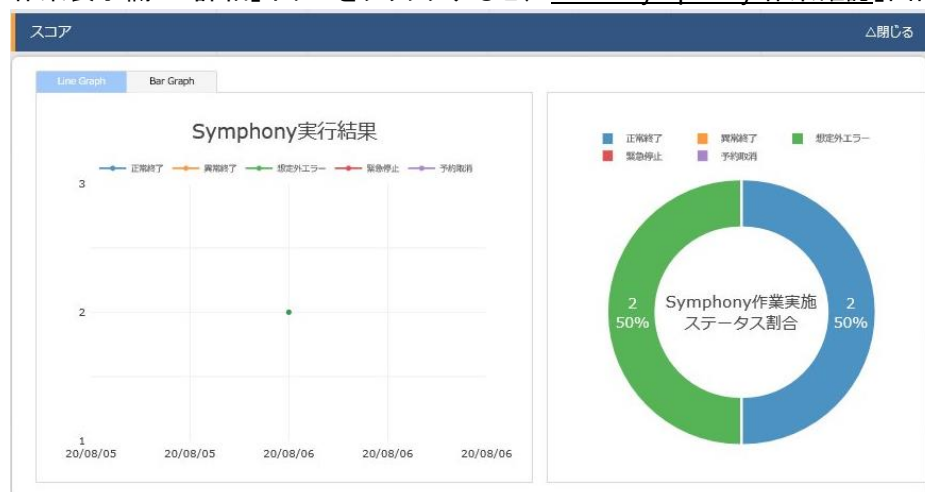 スコア
△閉じる
Line Graph
Bar Graph
Symphony実行結果
正常終了 異常終了 想定外エラー 緊急停止 予約取消
3
2
1
20/08/05 20/08/05 20/08/06 20/08/06 20/08/06
正常終了 異常終了 想定外エラー
緊急停止 予約取消
2
50%
Symphony作業実施
ステータス割合
2
50%